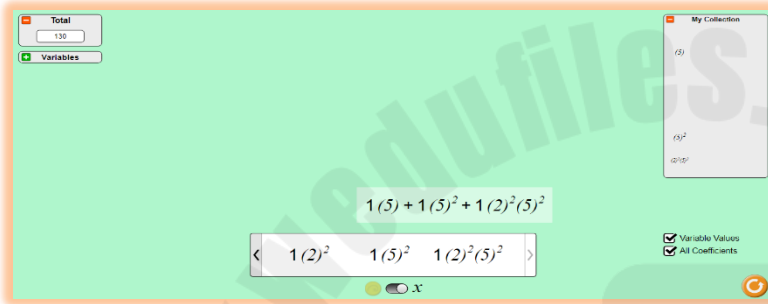 Total
130
Variables
My Collection
(5)
(5)²
(2)²(5)²
1(5) + 1(5)² + 1(2)²(5)²
1(2)² 1(5)² 1(2)²(5)²
Variable Values
All Coefficients
x
wedufiles.